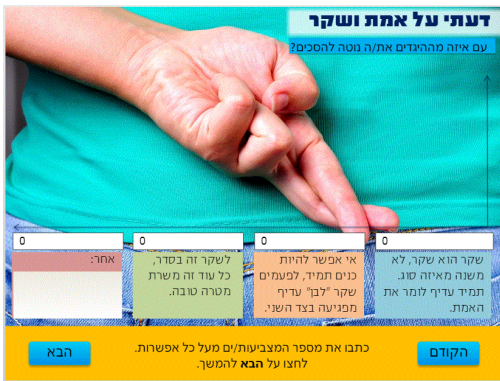 דעתי על אמת ושקר
עם איזה מההיגדים את/ה נוטה להסכים?
0
0
0
0
שקר הוא שקר, לא
משנה מאיזה סוג.
תמיד עדיף לומר את
האמת.
אי אפשר להיות
כנים תמיד, לפעמים
שקר "לבן" עדיף
מפגיעה בצד השני.
לשקר זה בסדר,
כל עוד זה משרת
מטרה טובה.
אחר:
כתבו את מספר המצביעות/ים מעל כל אפשרות.
לחצו על הבא להמשך.
הקודם
הבא